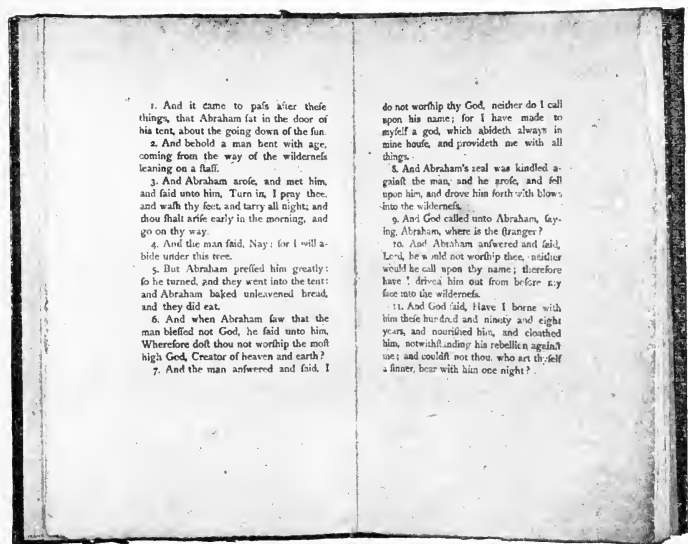 1. And it came to paſs after theſe
things, that Abraham ſat in the door of
his tent, about the going down of the ſun.
2. And behold a man bent with age,
coming from the way of the wilderneſs
leaning on a ſtaff.
3. And Abraham aroſe, and met him,
and ſaid unto him, Turn in, I pray thee,
and waſh thy feet, and tarry all night; and
thou ſhalt ariſe early in the morning, and
go on thy way.
4. And the man ſaid, Nay; for I will a-
bide under this tree.
5. But Abraham preſſed him greatly:
ſo he turned, and they went into the tent:
and Abraham baked unleavened bread,
and they did eat.
6. And when Abraham ſaw that the
man bleſſed not God, he ſaid unto him,
Wherefore doſt thou not worſhip the moſt
high God, Creator of heaven and earth?
7. And the man anſwered and ſaid, I
do not worſhip thy God, neither do I call
upon his name; for I have made to
myſelf a god, which abideth always in
mine houſe, and provideth me with all
things.
8. And Abraham's zeal was kindled a-
gainſt the man, and he aroſe, and fell
upon him, and drove him forth with blows
into the wilderneſs.
9. And God called unto Abraham, ſay-
ing, Abraham, where is the ſtranger?
10. And Abraham anſwered and ſaid,
Lord, he would not worſhip thee, neither
would he call upon thy name; therefore
have I driven him out from before my
face into the wilderneſs.
11. And God ſaid, Have I borne with
him theſe hundred and ninety and eight
years, and nouriſhed him, and cloathed
him, notwithſtanding his rebellion againſt
me; and couldſt not thou, who art thyſelf
a ſinner, bear with him one night?